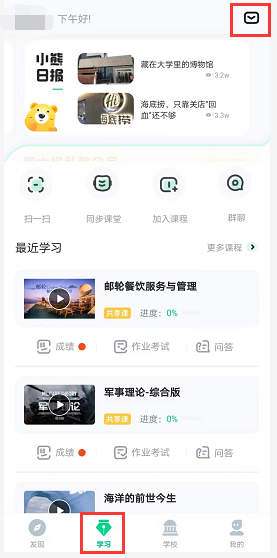 下午好!
小熊
日报
藏在大学里的博物馆
3.2w
海底捞，只靠关店"回
血"还不够
3.3w
扫一扫
同步课堂
加入课程
群聊
最近学习
更多课程
邮轮餐饮服务与管理
共享课
进度：0%
成绩
作业考试
问答
军事理论-综合版
共享课
进度：0%
成绩
作业考试
问答
海洋的前世今生
发现
学习
学校
我的